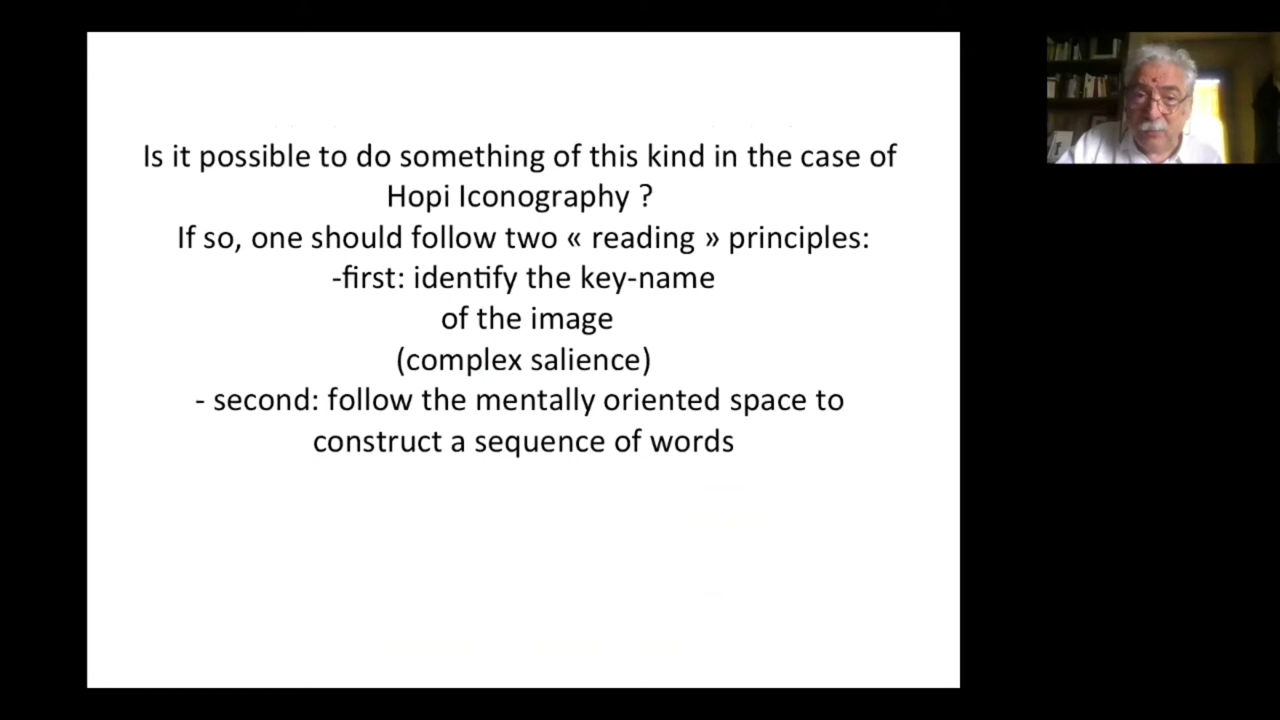 Is it possible to do something of this kind in the case of
Hopi Iconography ?
If so, one should follow two « reading » principles:
-first: identify the key-name
of the image
(complex salience)
- second: follow the mentally oriented space to
construct a sequence of words